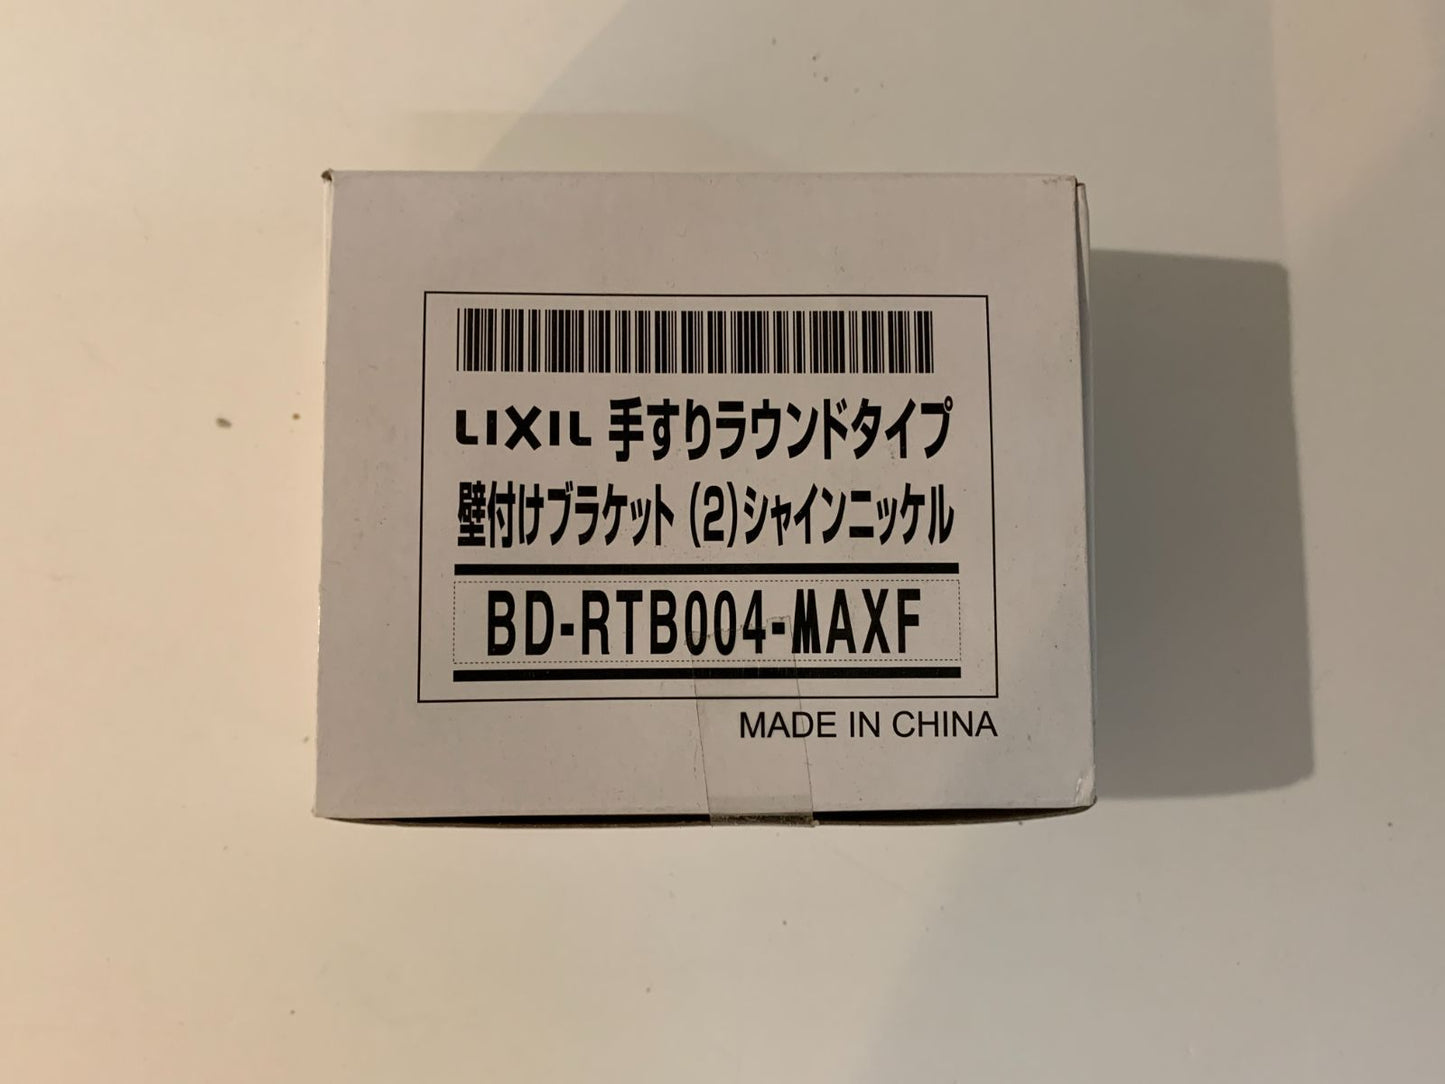 LIXIL 手すりラウンドタイプ
壁付けブラケット (2)シャインニッケル
BD-RTB004-MAXF
MADE IN CHINA